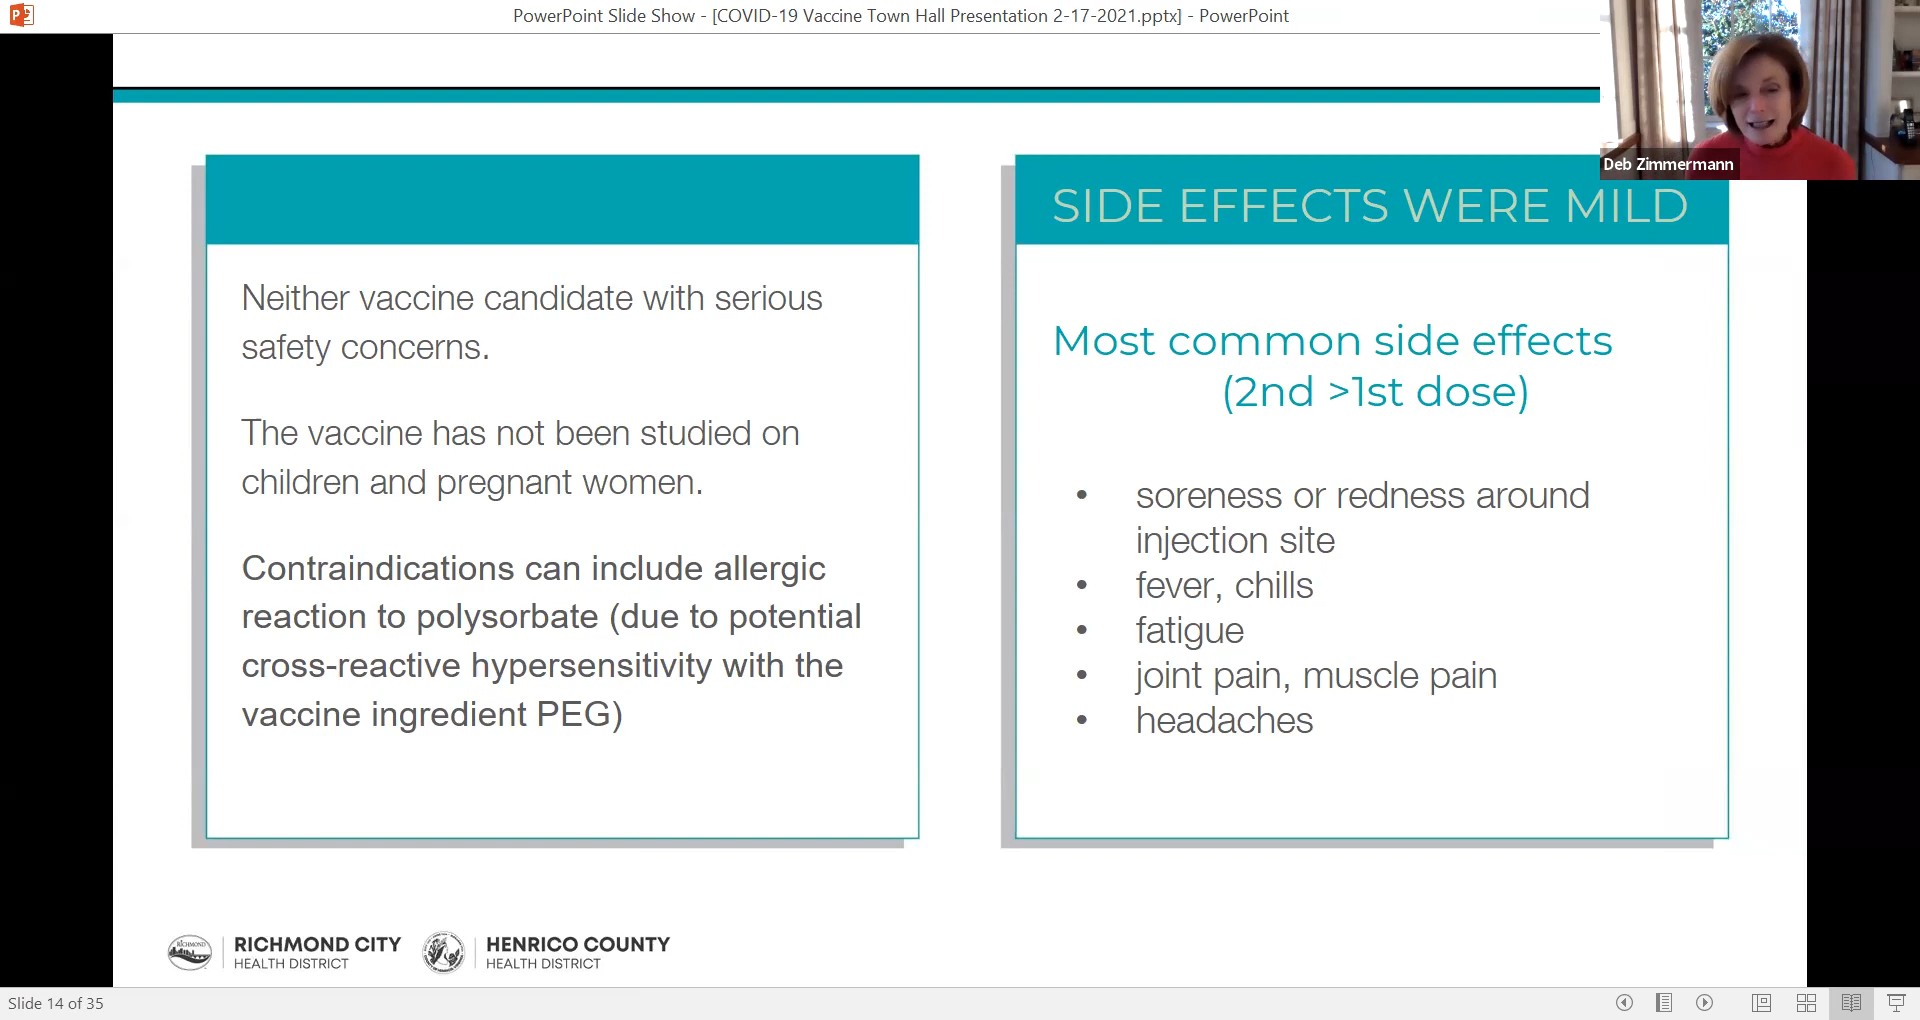 PowerPoint Slide Show - [COVID-19 Vaccine Town Hall Presentation 2-17-2021.pptx] - PowerPoint
Deb Zimmermann
Neither vaccine candidate with serious
safety concerns.
The vaccine has not been studied on
children and pregnant women.
Contraindications can include allergic
reaction to polysorbate (due to potential
cross-reactive hypersensitivity with the
vaccine ingredient PEG)
SIDE EFFECTS WERE MILD
Most common side effects
(2nd >1st dose)
• soreness or redness around
injection site
• fever, chills
• fatigue
• joint pain, muscle pain
• headaches
RICHMOND
RICHMOND CITY
HEALTH DISTRICT
HENRICO COUNTY
HEALTH DISTRICT
Slide 14 of 35